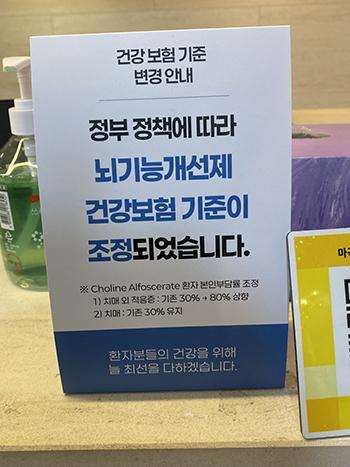 건강 보험 기준
변경 안내
정부 정책에 따라
뇌기능개선제
건강보험 기준이
조정되었습니다.
※ Choline Alfoscerate 환자 본인부담률 조정
1) 치매 외 적응증 : 기존 30% → 80% 상향
2) 치매 : 기존 30% 유지
환자분들의 건강을 위해
늘 최선을 다하겠습니다.